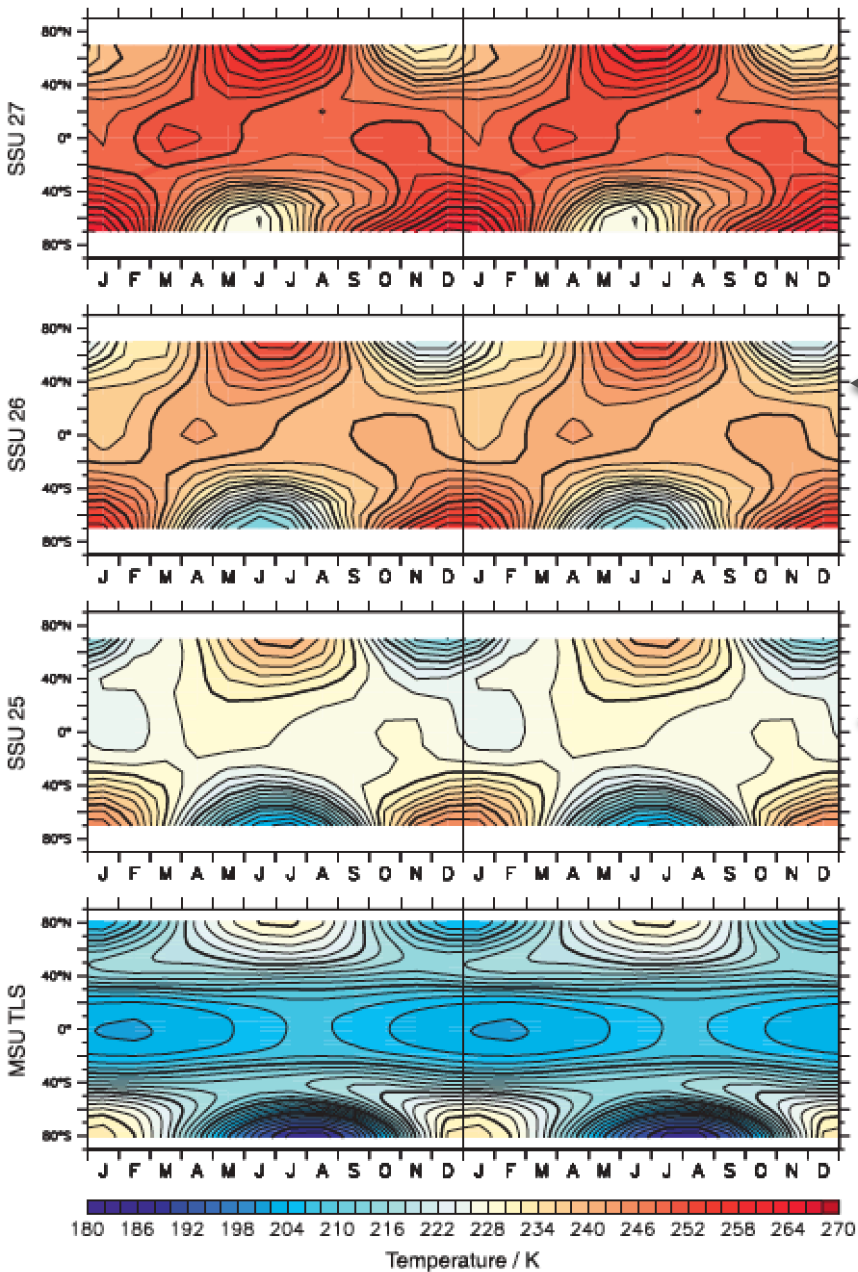 SSU 27
80°N
40°N
0°
40°S
80°S
J F M A M J J A S O N D J F M A M J J A S O N D
SSU 26
80°N
40°N
0°
40°S
80°S
J F M A M J J A S O N D J F M A M J J A S O N D
SSU 25
80°N
40°N
0°
40°S
80°S
J F M A M J J A S O N D J F M A M J J A S O N D
MSU TLS
80°N
40°N
0°
40°S
80°S
J F M A M J J A S O N D J F M A M J J A S O N D
180 186 192 198 204 210 216 222 228 234 240 246 252 258 264 270
Temperature / K